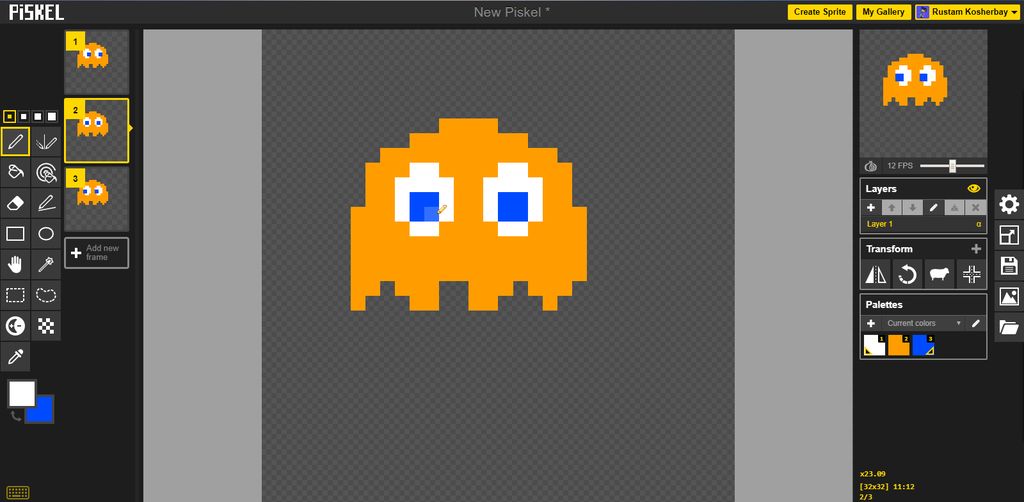 PiSKEL
New Piskel *
Create Sprite
My Gallery
Rustam Kosherbay
1
2
3
Add new
frame
12 FPS
Layers
Layer 1
α
Transform
Palettes
Current colors
1
2
3
x23.09
[32x32] 11:12
2/3